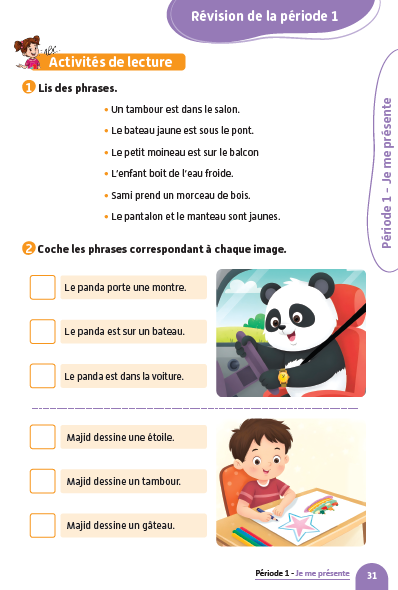 Révision de la période 1
ABC
Activités de lecture
1 Lis des phrases.
• Un tambour est dans le salon.
• Le bateau jaune est sous le pont.
• Le petit moineau est sur le balcon
• L'enfant boit de l'eau froide.
• Sami prend un morceau de bois.
• Le pantalon et le manteau sont jaunes.
Période 1 - Je me présente
2 Coche les phrases correspondant à chaque image.
Le panda porte une montre.
Le panda est sur un bateau.
Le panda est dans la voiture.
Majid dessine une étoile.
Majid dessine un tambour.
Majid dessine un gâteau.
Période 1 - Je me présente
31